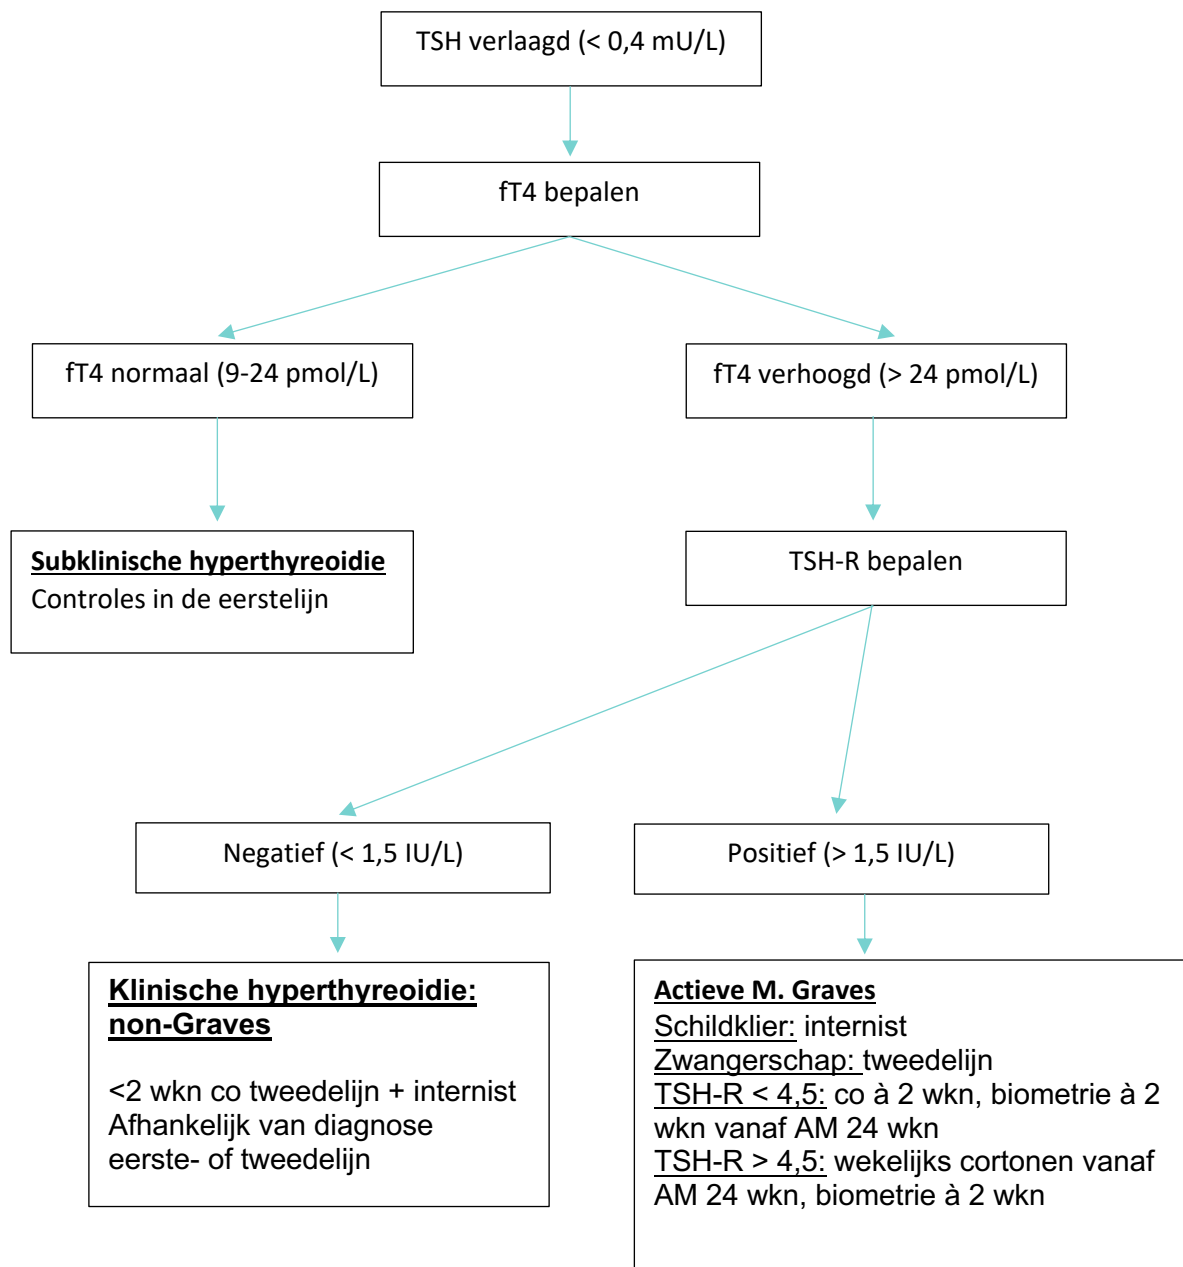 TSH verlaagd (< 0,4 mU/L)
fT4 bepalen
fT4 normaal (9-24 pmol/L)
fT4 verhoogd (> 24 pmol/L)
Subklinische hyperthyreoidie
Controles in de eerstelijn
TSH-R bepalen
Negatief (< 1,5 IU/L)
Positief (> 1,5 IU/L)
Klinische hyperthyreoidie:
non-Graves
<2 wkn co tweedelijn + internist
Afhankelijk van diagnose
eerste- of tweedelijn
Actieve M. Graves
Schildklier: internist
Zwangerschap: tweedelijn
TSH-R < 4,5: co à 2 wkn, biometrie à 2
wkn vanaf AM 24 wkn
TSH-R > 4,5: wekelijks cortonen vanaf
AM 24 wkn, biometrie à 2 wkn